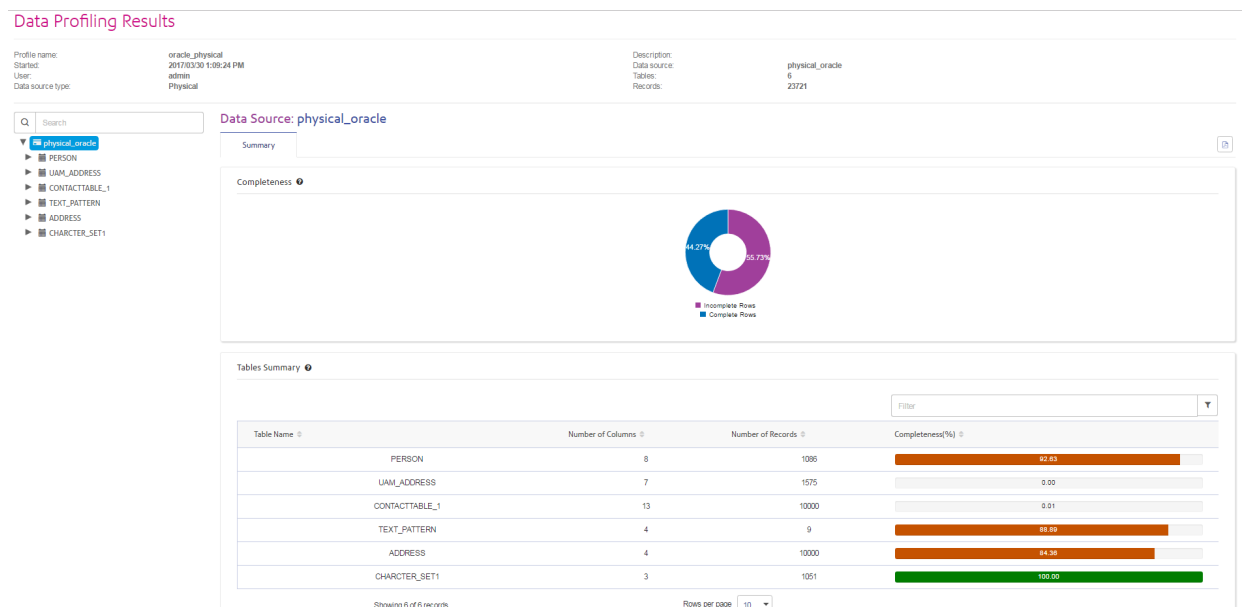 Data Profiling Results
Profile name: oracle_physical Description:
Started: 2017/03/30 1:09:24 PM Data source: physical_oracle
User: admin Tables: 6
Data source type: Physical Records: 23721
Search
physical_oracle
PERSON
UAM_ADDRESS
CONTACTTABLE_1
TEXT_PATTERN
ADDRESS
CHARCTER_SET1
Data Source: physical_oracle
Summary
Completeness
44.27%
55.73%
Incomplete Rows
Complete Rows
Tables Summary
Filter
Table Name Number of Columns Number of Records Completeness(%)
PERSON 8 1086 92.63
UAM_ADDRESS 7 1575 0.00
CONTACTTABLE_1 13 10000 0.01
TEXT_PATTERN 4 9 88.89
ADDRESS 4 10000 84.36
CHARCTER_SET1 3 1051 100.00
Showing 6 of 6 records Rows per page 10